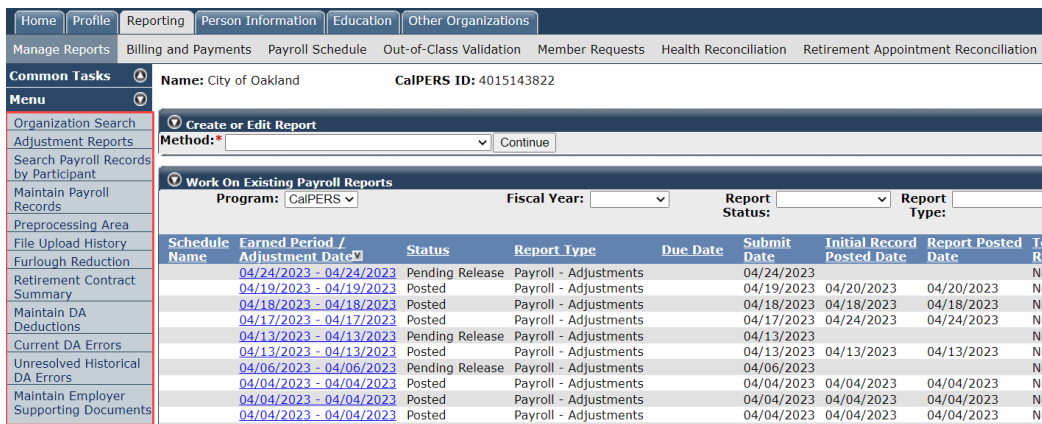 Home Profile Reporting Person Information Education Other Organizations
Manage Reports Billing and Payments Payroll Schedule Out-of-Class Validation Member Requests Health Reconciliation Retirement Appointment Reconciliation
Common Tasks
Name: City of Oakland CalPERS ID: 4015143822
Menu
Organization Search
Adjustment Reports
Search Payroll Records
by Participant
Maintain Payroll
Records
Preprocessing Area
File Upload History
Furlough Reduction
Retirement Contract
Summary
Maintain DA
Deductions
Current DA Errors
Unresolved Historical
DA Errors
Maintain Employer
Supporting Documents
Create or Edit Report
Method:* Continue
Work On Existing Payroll Reports
Program: CalPERS Fiscal Year: Report Report
Status: Type:
Schedule Earned Period / Submit Initial Record Report Posted
Name Adjustment Date Status Report Type Due Date Date Posted Date Date
04/24/2023 - 04/24/2023 Pending Release Payroll - Adjustments 04/24/2023
04/19/2023 - 04/19/2023 Posted Payroll - Adjustments 04/19/2023 04/20/2023 04/20/2023
04/18/2023 - 04/18/2023 Posted Payroll - Adjustments 04/18/2023 04/18/2023 04/18/2023
04/17/2023 - 04/17/2023 Posted Payroll - Adjustments 04/17/2023 04/24/2023 04/24/2023
04/13/2023 - 04/13/2023 Pending Release Payroll - Adjustments 04/13/2023
04/13/2023 - 04/13/2023 Posted Payroll - Adjustments 04/13/2023 04/13/2023 04/13/2023
04/06/2023 - 04/06/2023 Pending Release Payroll - Adjustments 04/06/2023
04/04/2023 - 04/04/2023 Posted Payroll - Adjustments 04/04/2023 04/04/2023 04/04/2023
04/04/2023 - 04/04/2023 Posted Payroll - Adjustments 04/04/2023 04/04/2023 04/04/2023
04/04/2023 - 04/04/2023 Posted Payroll - Adjustments 04/04/2023 04/04/2023 04/04/2023